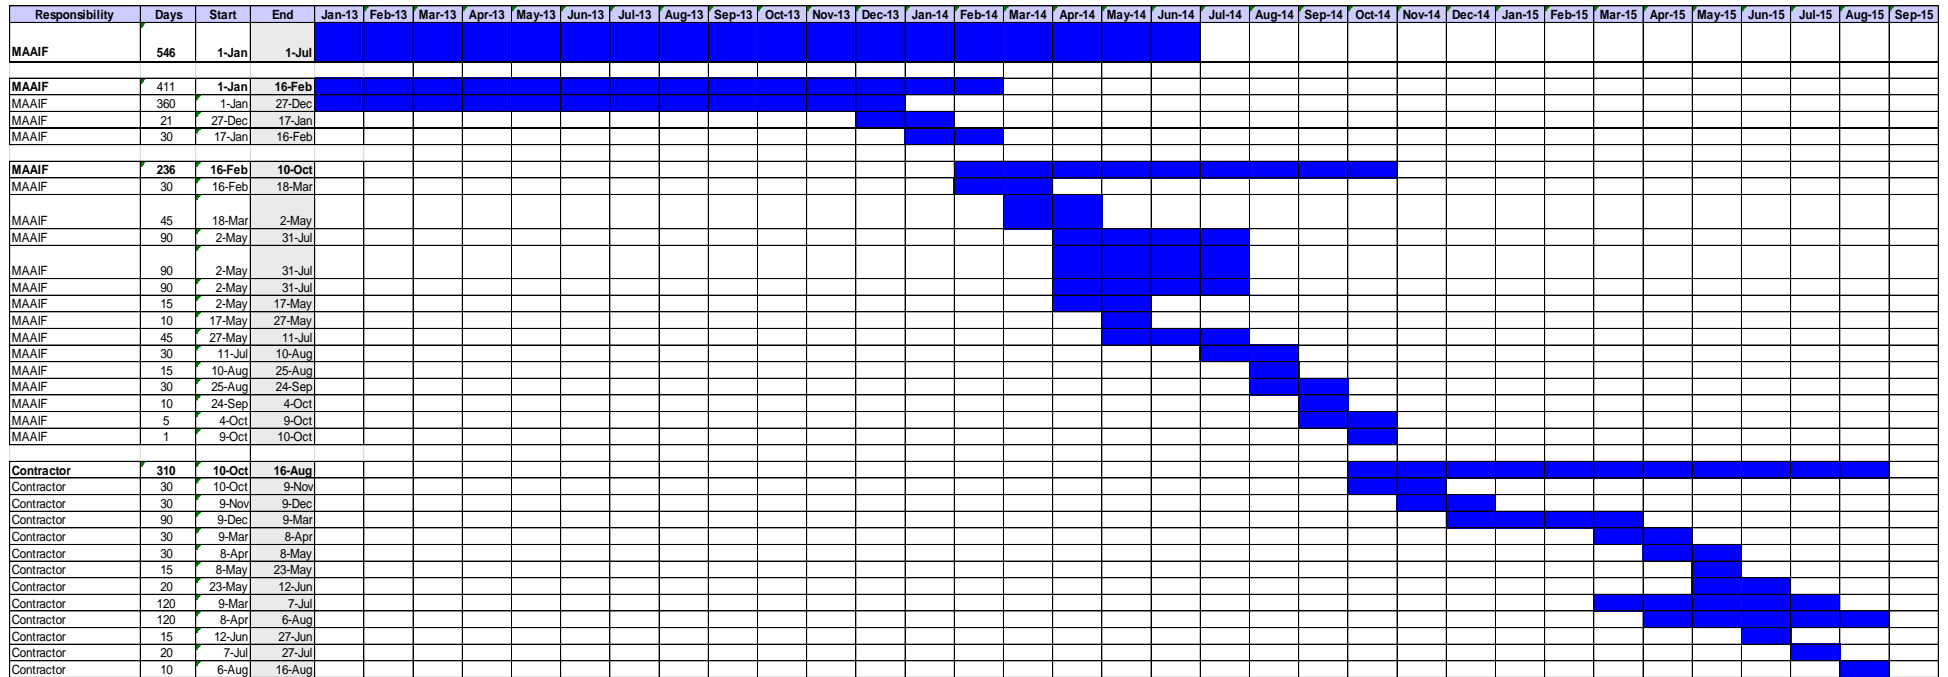 Responsibility Days Start End Jan-13 Feb-13 Mar-13 Apr-13 May-13 Jun-13 Jul-13 Aug-13 Sep-13 Oct-13 Nov-13 Dec-13 Jan-14 Feb-14 Mar-14 Apr-14 May-14 Jun-14 Jul-14 Aug-14 Sep-14 Oct-14 Nov-14 Dec-14 Jan-15 Feb-15 Mar-15 Apr-15 May-15 Jun-15 Jul-15 Aug-15 Sep-15
MAAIF 546 1-Jan 1-Jul
MAAIF 411 1-Jan 16-Feb
MAAIF 360 1-Jan 27-Dec
MAAIF 21 27-Dec 17-Jan
MAAIF 30 17-Jan 16-Feb
MAAIF 236 16-Feb 10-Oct
MAAIF 30 16-Feb 18-Mar
MAAIF 45 18-Mar 2-May
MAAIF 90 2-May 31-Jul
MAAIF 90 2-May 31-Jul
MAAIF 90 2-May 31-Jul
MAAIF 15 2-May 17-May
MAAIF 10 17-May 27-May
MAAIF 45 27-May 11-Jul
MAAIF 30 11-Jul 10-Aug
MAAIF 15 10-Aug 25-Aug
MAAIF 30 25-Aug 24-Sep
MAAIF 10 24-Sep 4-Oct
MAAIF 5 4-Oct 9-Oct
MAAIF 1 9-Oct 10-Oct
Contractor 310 10-Oct 16-Aug
Contractor 30 10-Oct 9-Nov
Contractor 30 9-Nov 9-Dec
Contractor 90 9-Dec 9-Mar
Contractor 30 9-Mar 8-Apr
Contractor 30 8-Apr 8-May
Contractor 15 8-May 23-May
Contractor 20 23-May 12-Jun
Contractor 120 9-Mar 7-Jul
Contractor 120 8-Apr 6-Aug
Contractor 15 12-Jun 27-Jun
Contractor 20 7-Jul 27-Jul
Contractor 10 6-Aug 16-Aug